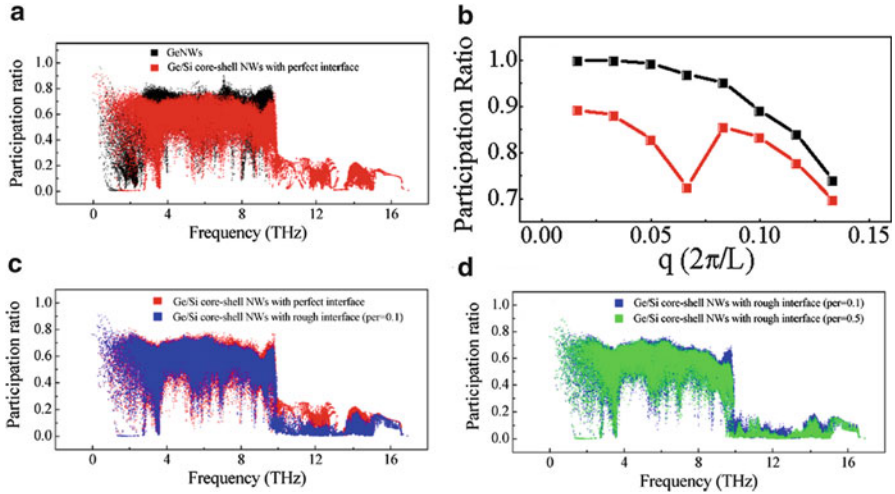 a
GeNWs
Ge/Si core-shell NWs with perfect interface
Participation ratio
1.0
0.8
0.6
0.4
0.2
0.0
0 4 8 12 16
Frequency (THz)
b
Participation Ratio
1.0
0.9
0.8
0.7
0.00 0.05 0.10 0.15
q (2π/L)
c
Ge/Si core-shell NWs with perfect interface
Ge/Si core-shell NWs with rough interface (per=0.1)
Participation ratio
1.0
0.8
0.6
0.4
0.2
0.0
0 4 8 12 16
Frequency (THz)
d
Ge/Si core-shell NWs with rough interface (per=0.1)
Ge/Si core-shell NWs with rough interface (per=0.5)
Participation ratio
1.0
0.8
0.6
0.4
0.2
0.0
0 4 8 12 16
Frequency (THz)